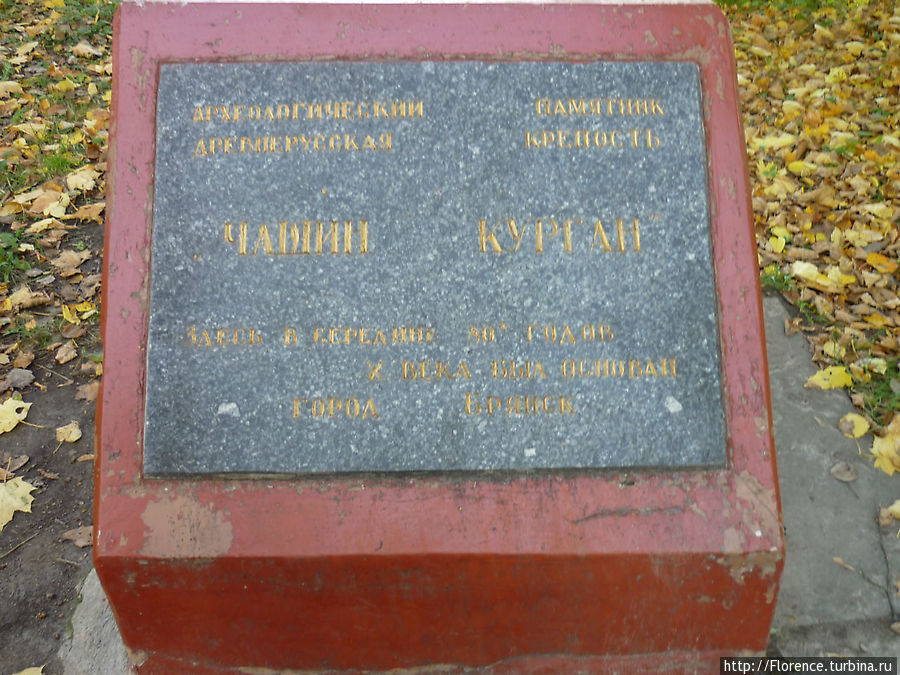 АРХЕОЛОГИЧЕСКИЙ ПАМЯТНИК
ДРЕВНЕРУССКАЯ КРЕПОСТЬ
„ЧАШИН КУРГАН"
ЗДЕСЬ В СЕРЕДИНЕ 80х ГОДОВ
X ВЕКА БЫЛ ОСНОВАН
ГОРОД БРЯНСК
http://Florence.turbina.ru